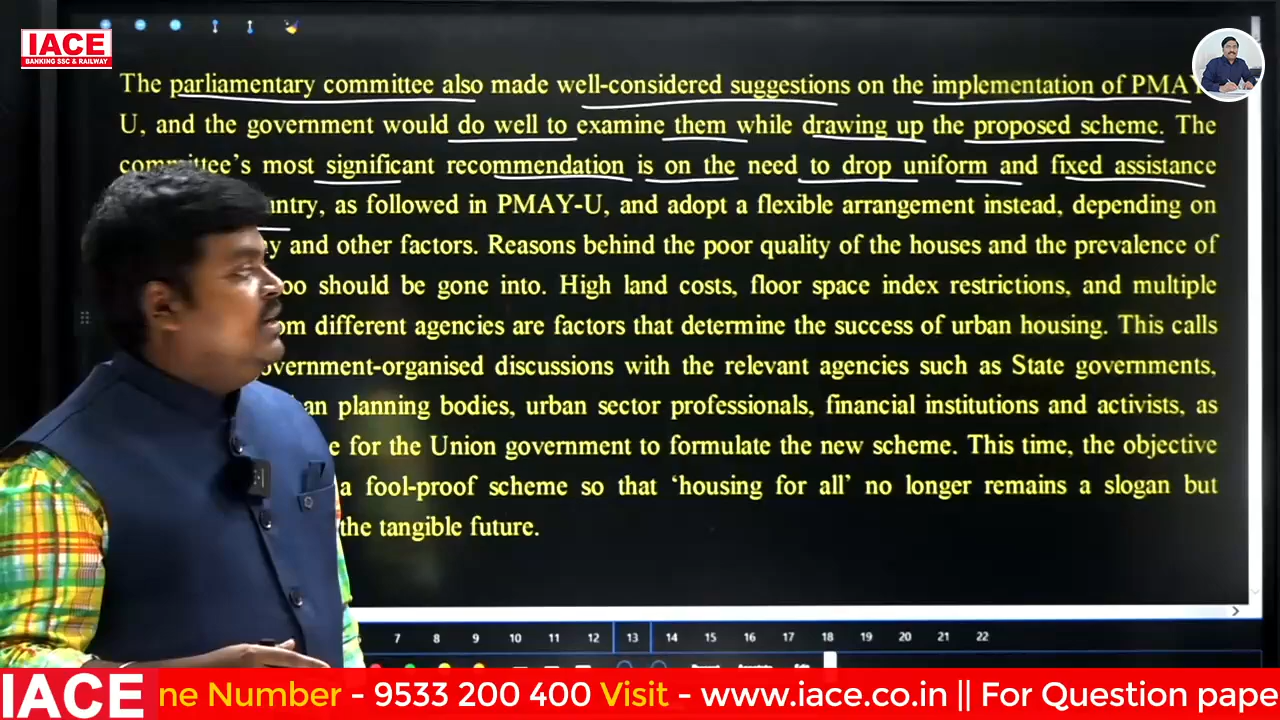 IACE
BANKING SSC & RAILWAY
The parliamentary committee also made well-considered suggestions on the implementation of PMAY-
U, and the government would do well to examine them while drawing up the proposed scheme. The
committee's most significant recommendation is on the need to drop uniform and fixed assistance
as followed in PMAY-U, and adopt a flexible arrangement instead, depending on
and other factors. Reasons behind the poor quality of the houses and the prevalence of
should be gone into. High land costs, floor space index restrictions, and multiple
different agencies are factors that determine the success of urban housing. This calls
discussions with the relevant agencies such as State governments,
planning bodies, urban sector professionals, financial institutions and activists, as
for the Union government to formulate the new scheme. This time, the objective
a fool-proof scheme so that ‘housing for all’ no longer remains a slogan but
the tangible future.
7 8 9 10 11 12 13 14 15 16 17 18 19 20 21 22
IACE ne Number - 9533 200 400 Visit - www.iace.co.in || For Question pape